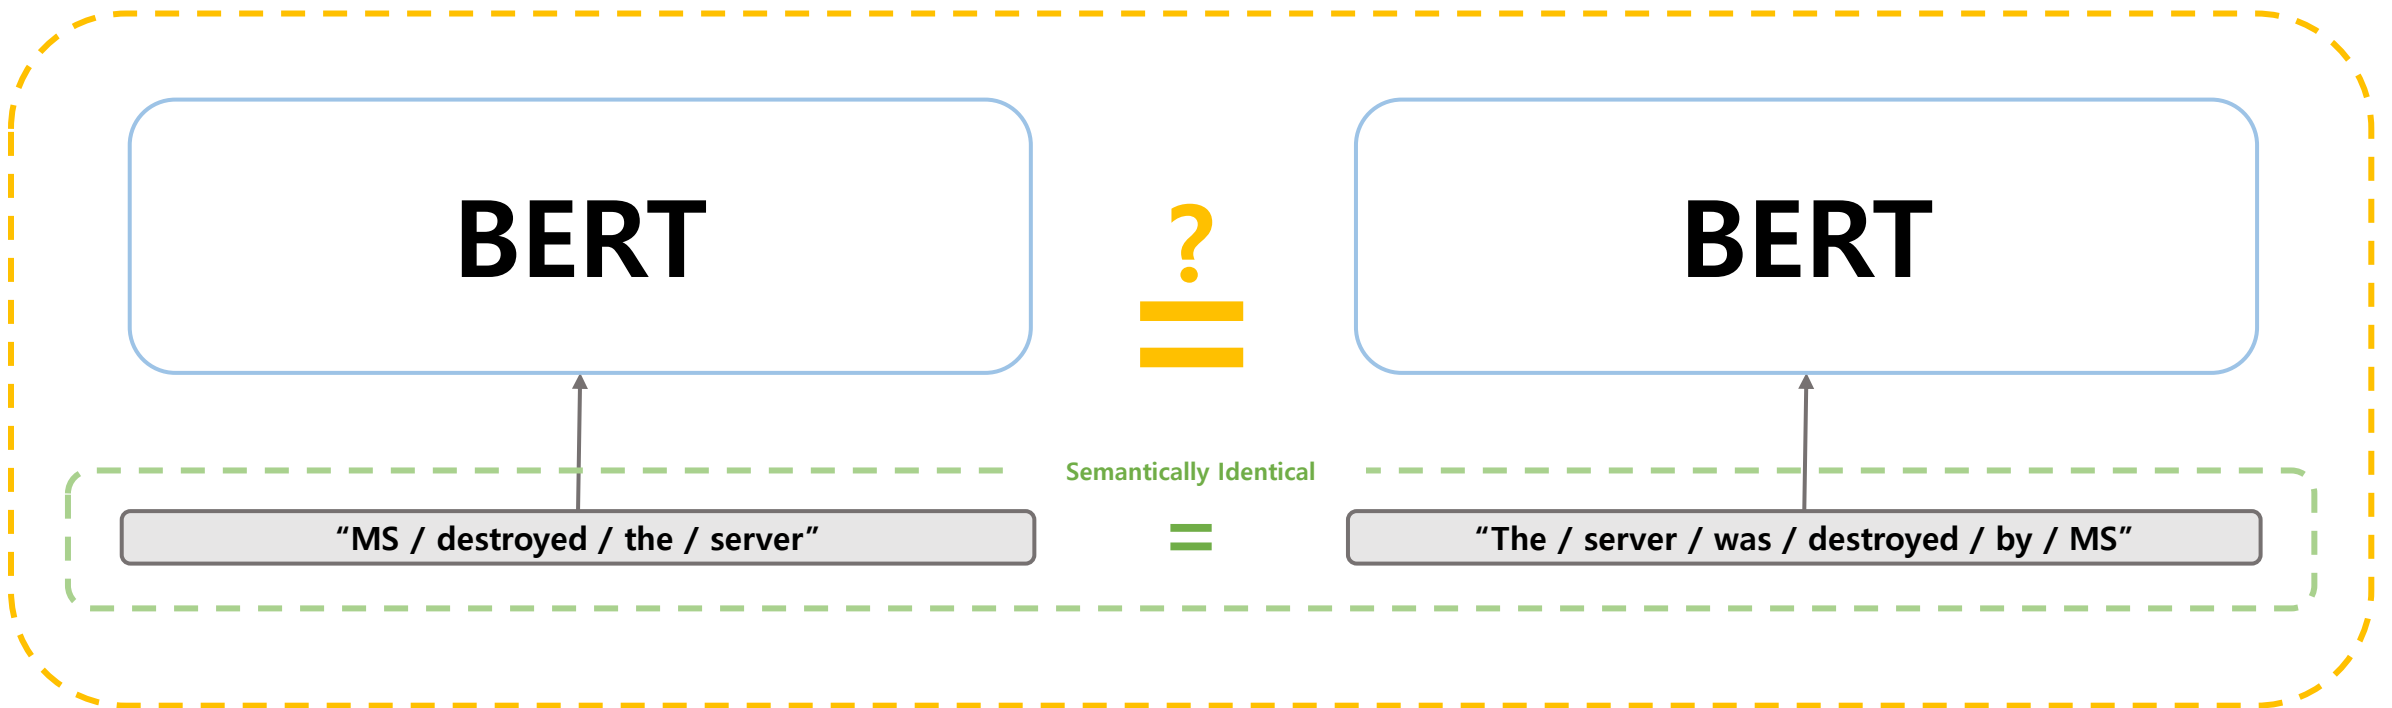 BERT
?
=
BERT
Semantically Identical
“MS / destroyed / the / server”
=
“The / server / was / destroyed / by / MS”